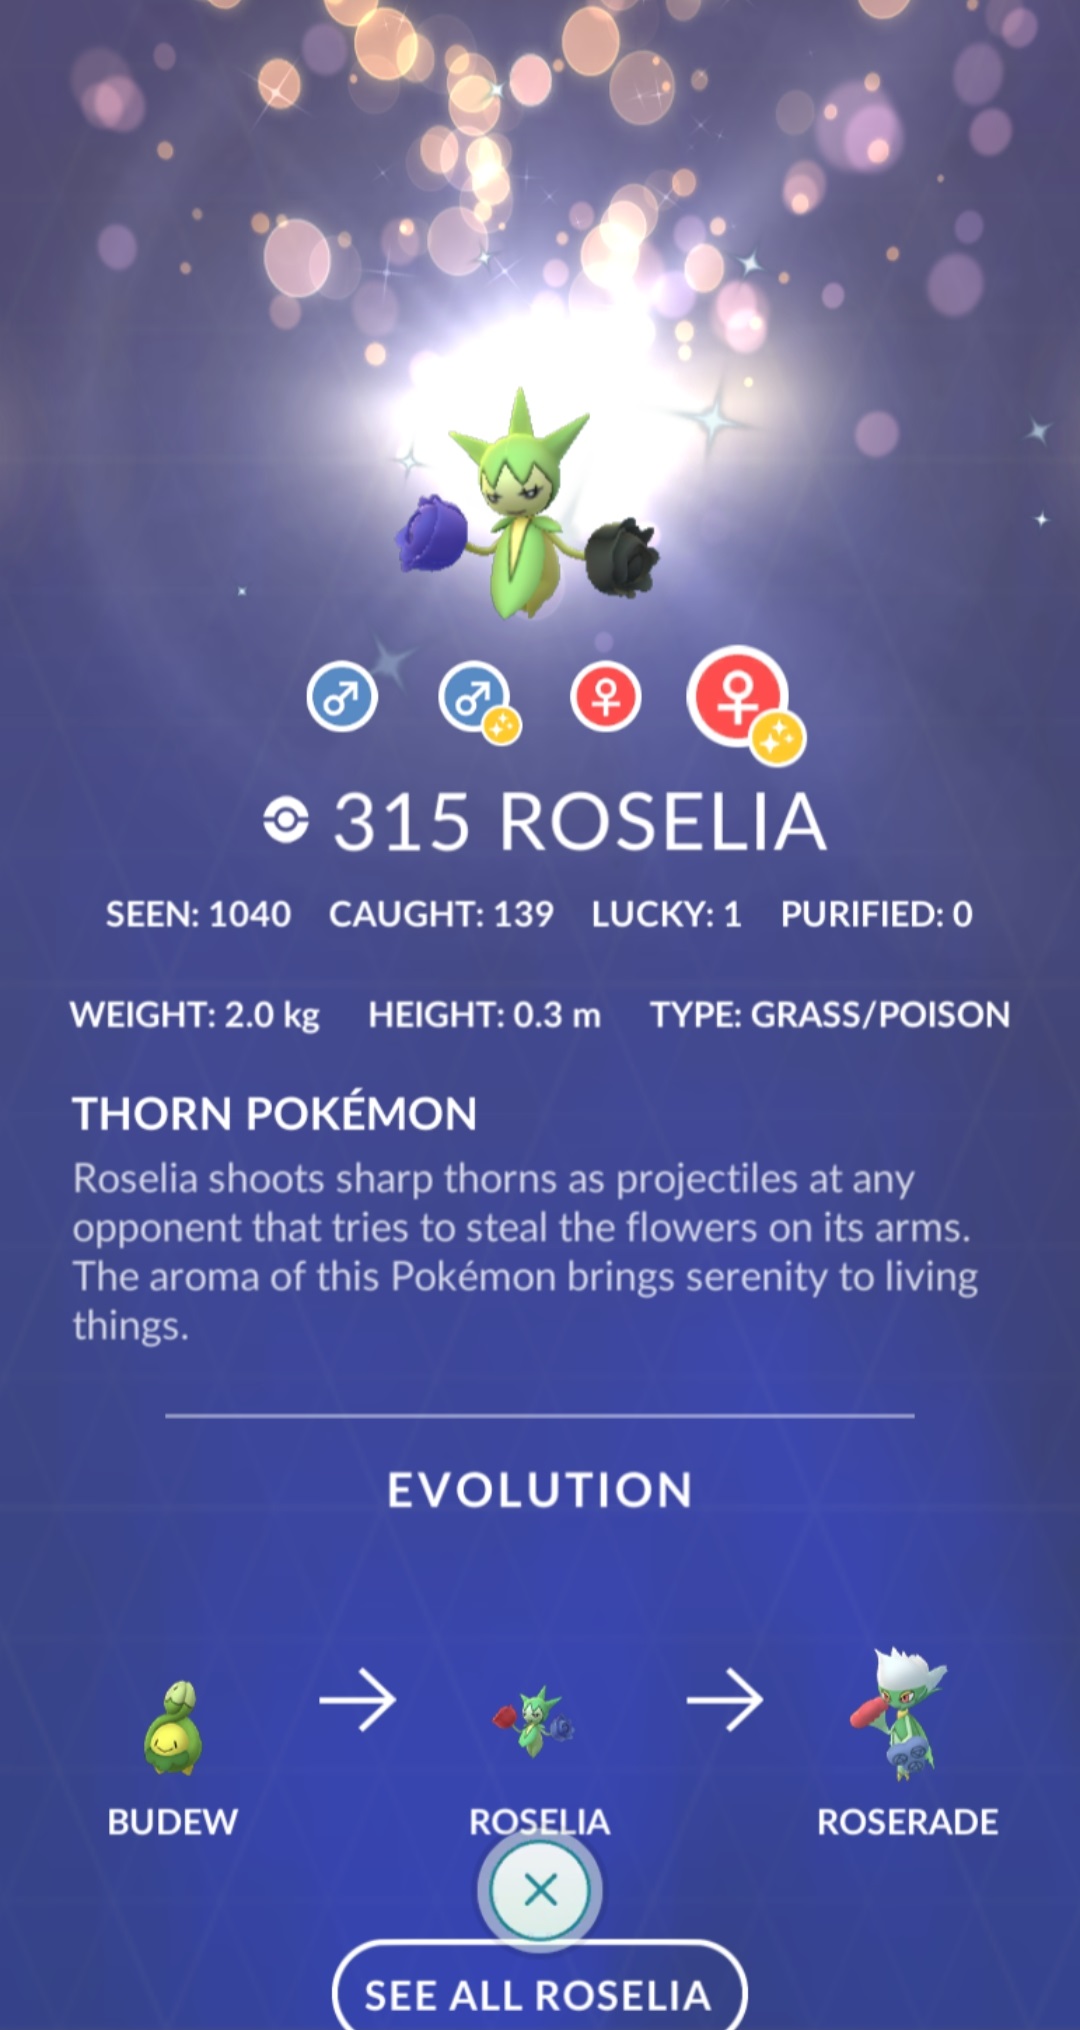 315 ROSELIA
SEEN: 1040 CAUGHT: 139 LUCKY: 1 PURIFIED: 0
WEIGHT: 2.0 kg HEIGHT: 0.3 m TYPE: GRASS/POISON
THORN POKÉMON
Roselia shoots sharp thorns as projectiles at any
opponent that tries to steal the flowers on its arms.
The aroma of this Pokémon brings serenity to living
things.
EVOLUTION
BUDEW ROSELIA ROSERADE
SEE ALL ROSELIA